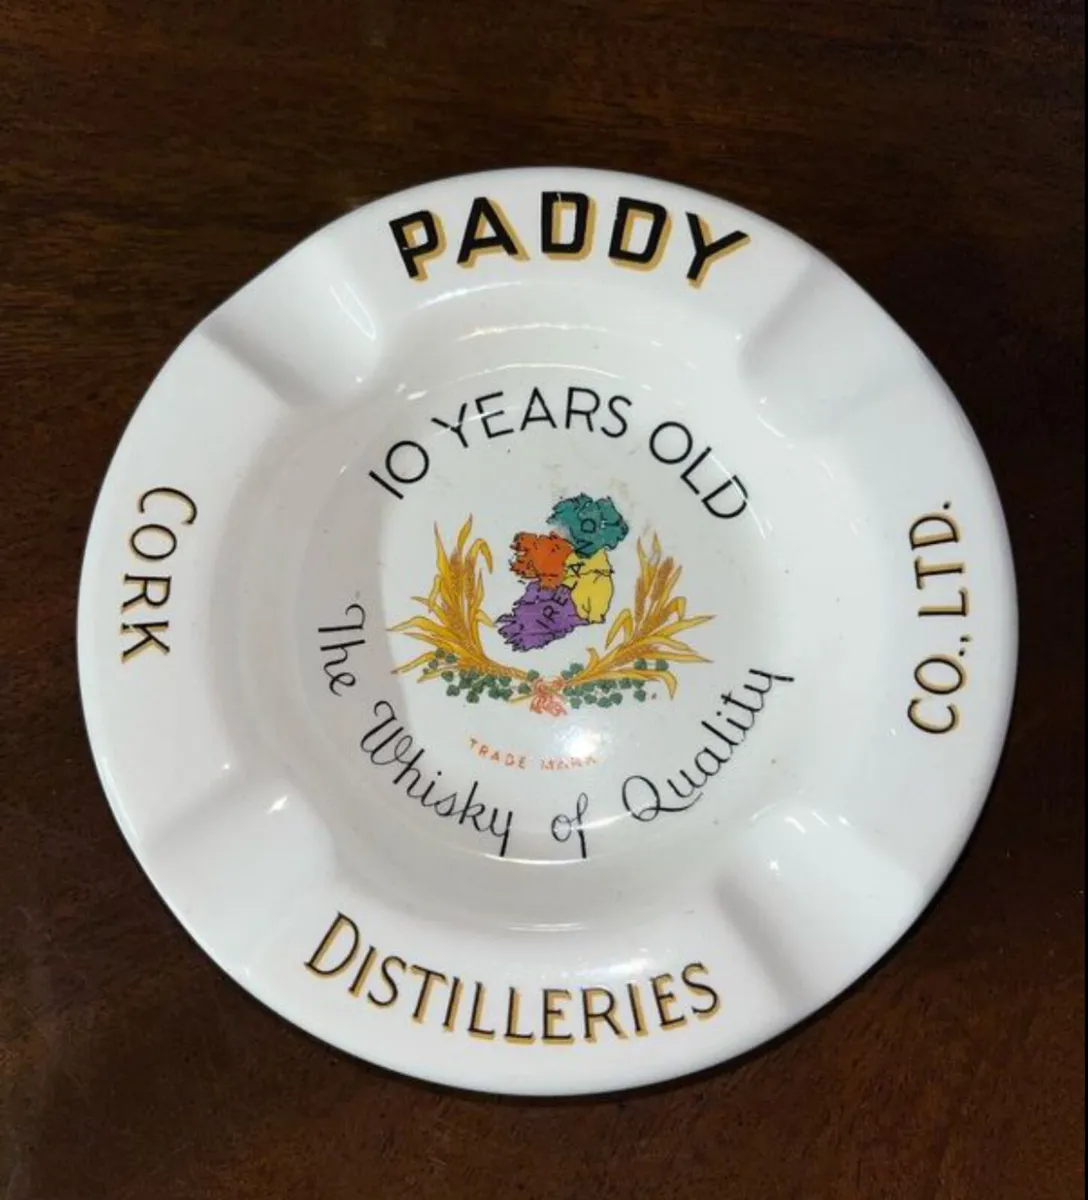 PADDY
10 YEARS OLD
IRELAND
TRADE MARK
The Whisky of Quality
CORK
DISTILLERIES
CO., LTD.